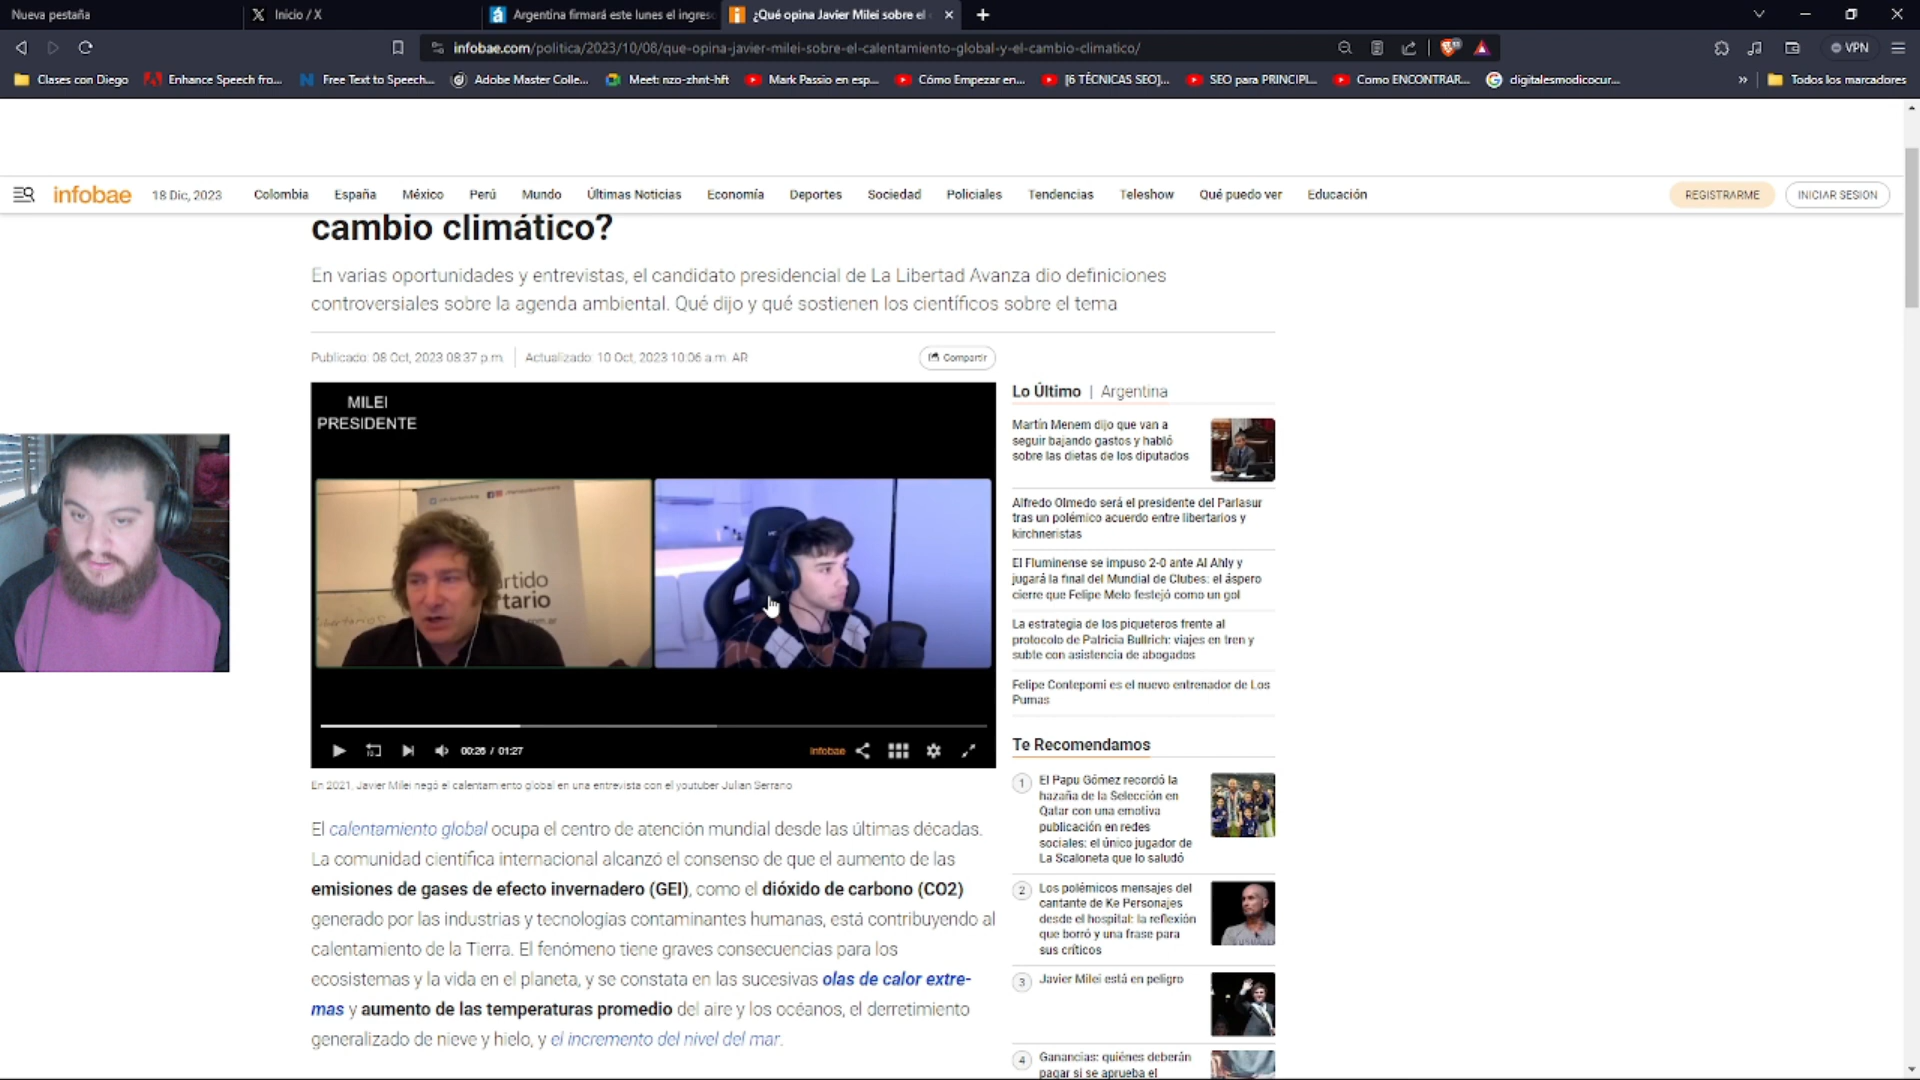 Nueva pestaña
Inicio / X
Argentina firmará este lunes el ingres
¿Qué opina Javier Milei sobre el
infobae.com/politica/2023/10/08/que-opina-javier-milei-sobre-el-calentamiento-global-y-el-cambio-climatico/
VPN
Clases con Diego
Enhance Speech fro...
Free Text to Speech...
Adobe Master Colle...
Meet: nzo-zhnt-hft
Mark Passio en esp...
Cómo Empezar en...
[6 TÉCNICAS SEO]...
SEO para PRINCIPI...
Como ENCONTRAR...
digitalesmodicocur...
Todos los marcadores
infobae
18 Dic, 2023
Colombia
España
México
Perú
Mundo
Últimas Noticias
Economía
Deportes
Sociedad
Policiales
Tendencias
Teleshow
Qué puedo ver
Educación
REGISTRARME
INICIAR SESIÓN
cambio climático?
En varias oportunidades y entrevistas, el candidato presidencial de La Libertad Avanza dio definiciones
controversiales sobre la agenda ambiental. Qué dijo y qué sostienen los científicos sobre el tema
Publicado: 08 Oct, 2023 08:37 p.m.
Actualizado: 10 Oct, 2023 10:06 a.m. AR
Compartir
MILEI
PRESIDENTE
00:26 / 01:27
infobae
En 2021, Javier Milei negó el calentamiento global en una entrevista con el youtuber Julian Serrano
El calentamiento global ocupa el centro de atención mundial desde las últimas décadas.
La comunidad científica internacional alcanzó el consenso de que el aumento de las
emisiones de gases de efecto invernadero (GEI), como el dióxido de carbono (CO2)
generado por las industrias y tecnologías contaminantes humanas, está contribuyendo al
calentamiento de la Tierra. El fenómeno tiene graves consecuencias para los
ecosistemas y la vida en el planeta, y se constata en las sucesivas olas de calor extre-
mas y aumento de las temperaturas promedio del aire y los océanos, el derretimiento
generalizado de nieve y hielo, y el incremento del nivel del mar.
Lo Último | Argentina
Martín Menem dijo que van a
seguir bajando gastos y habló
sobre las dietas de los diputados
Alfredo Olmedo será el presidente del Parlasur
tras un polémico acuerdo entre libertarios y
kirchneristas
El Fluminense se impuso 2-0 ante Al Ahly y
jugará la final del Mundial de Clubes: el áspero
cierre que Felipe Melo festejó como un gol
La estrategia de los piqueteros frente al
protocolo de Patricia Bullrich: viajes en tren y
subte con asistencia de abogados
Felipe Contepomi es el nuevo entrenador de Los
Pumas
Te Recomendamos
1
El Papu Gómez recordó la
hazaña de la Selección en
Qatar con una emotiva
publicación en redes
sociales: el único jugador de
La Scaloneta que lo saludó
2
Los polémicos mensajes del
cantante de Ke Personajes
desde el hospital: la reflexión
que borró y una frase para
sus críticos
3
Javier Milei está en peligro
4
Ganancias: quiénes deberán
pagar si se aprueba el